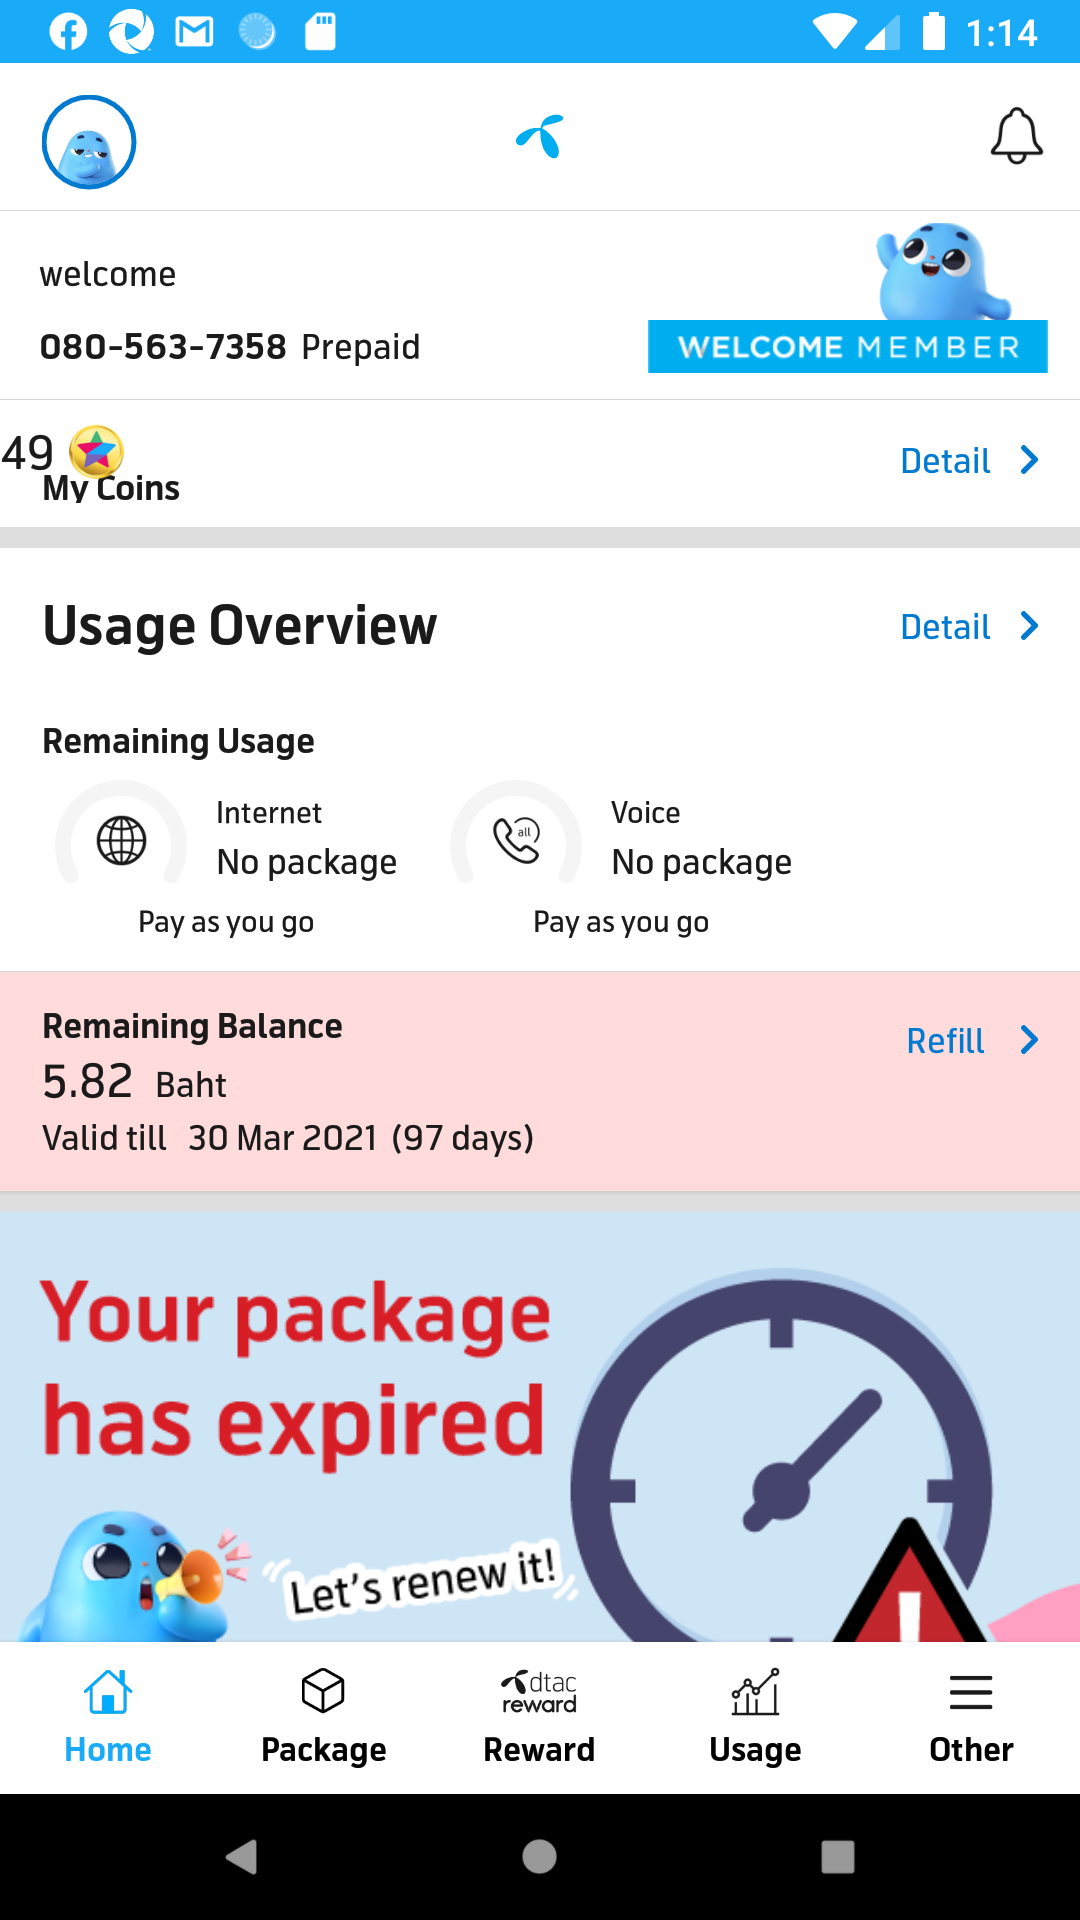 1:14
welcome
080-563-7358 Prepaid
WELCOME MEMBER
49
My Coins
Detail
Usage Overview
Detail
Remaining Usage
Internet
No package
Pay as you go
all
Voice
No package
Pay as you go
Remaining Balance
Refill
5.82 Baht
Valid till 30 Mar 2021 (97 days)
Your package
has expired
Let's renew it!
!
dtac
reward
Home
Package
Reward
Usage
Other